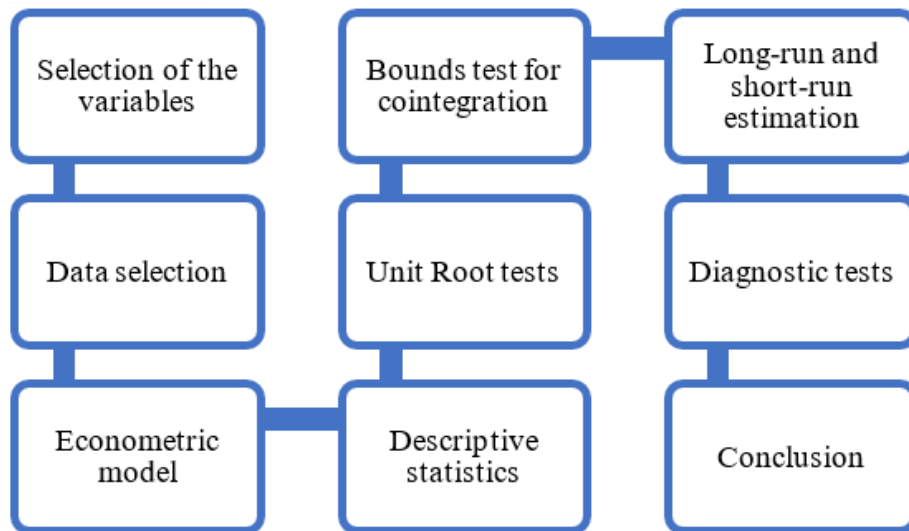 Selection of the
variables
Data selection
Econometric
model
Descriptive
statistics
Unit Root tests
Bounds test for
cointegration
Long-run and
short-run
estimation
Diagnostic tests
Conclusion